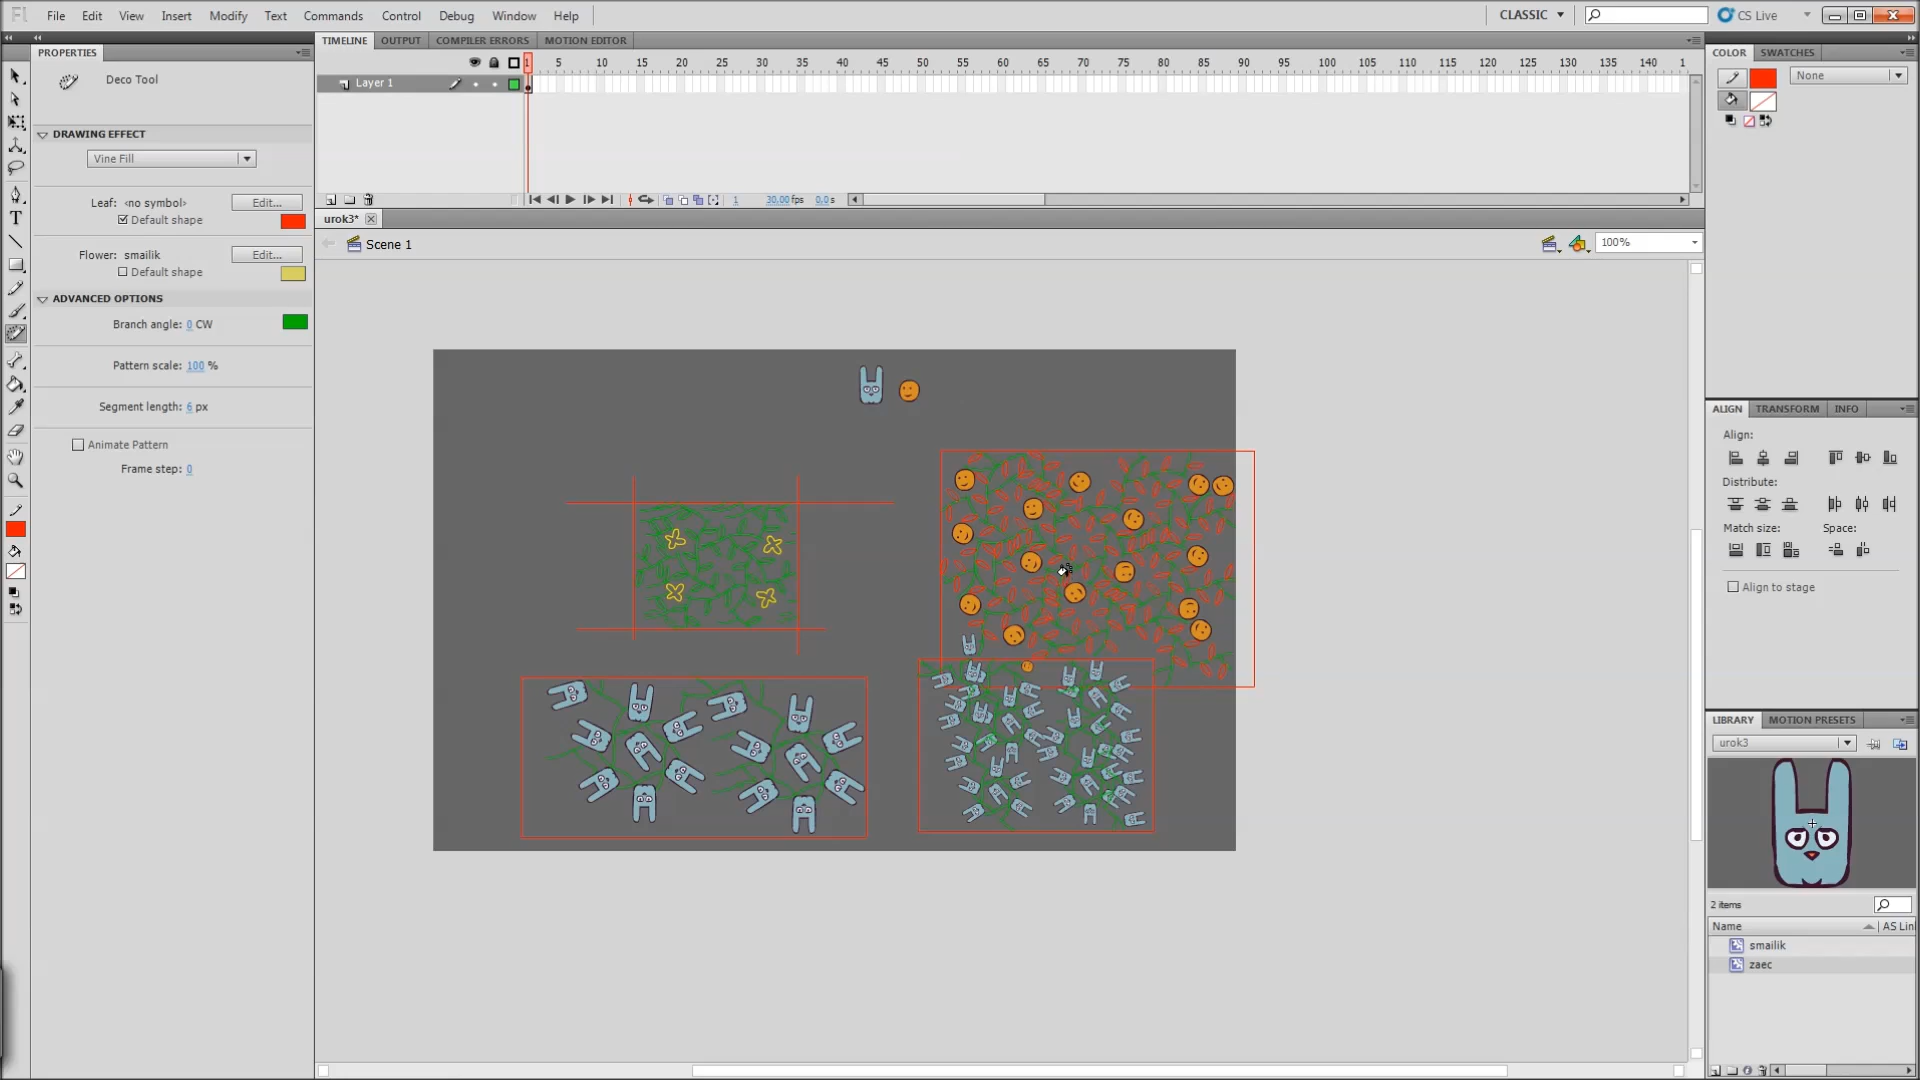 Fl File Edit View Insert Modify Text Commands Control Debug Window Help CLASSIC CS Live
PROPERTIES
Deco Tool
DRAWING EFFECT
Vine Fill
Leaf: <no symbol> Edit...
Default shape
Flower: smailik Edit...
Default shape
ADVANCED OPTIONS
Branch angle: 0 CW
Pattern scale: 100 %
Segment length: 6 px
Animate Pattern
Frame step: 0
TIMELINE OUTPUT COMPILER ERRORS MOTION EDITOR
1 5 10 15 20 25 30 35 40 45 50 55 60 65 70 75 80 85 90 95 100 105 110 115 120 125 130 135 140 1
Layer 1
1 30.00 fps 0.0 s
urok3*
Scene 1
100%
COLOR SWATCHES
None
ALIGN TRANSFORM INFO
Align:
Distribute:
Match size: Space:
Align to stage
LIBRARY MOTION PRESETS
urok3
2 items
Name AS Lin
smailik
zaec